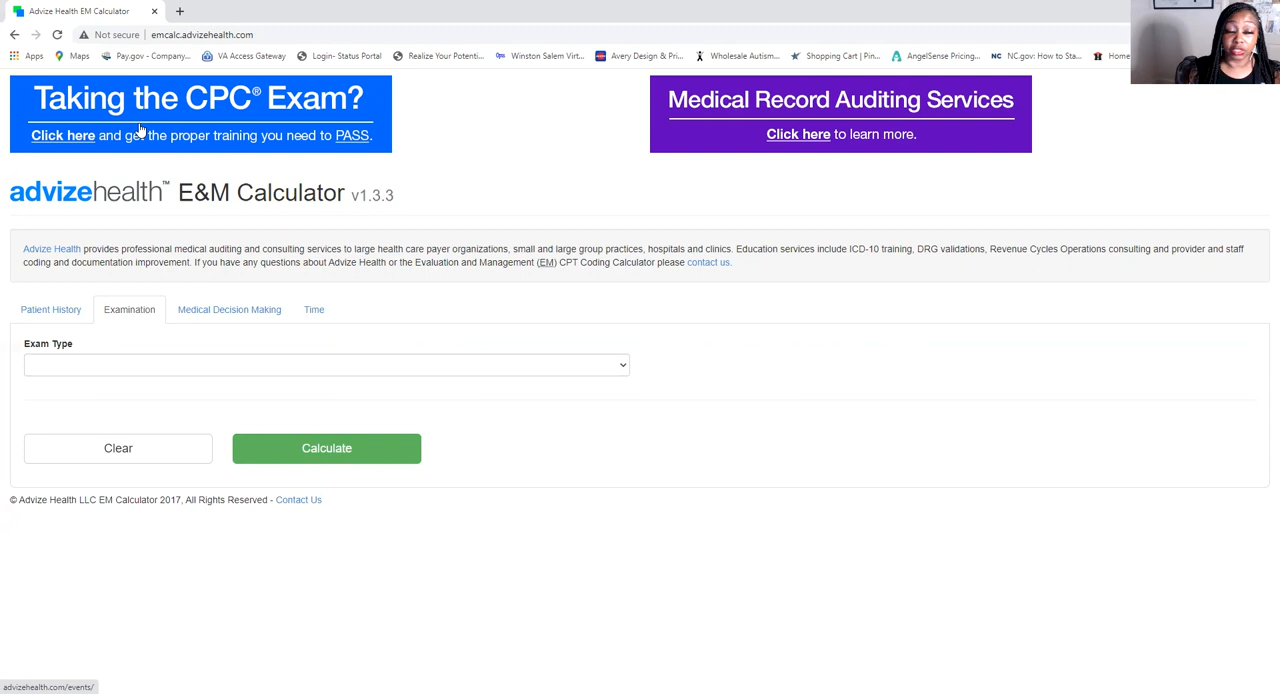 Advize Health EM Calculator
Not secure
emcalc.advizehealth.com
Apps
Maps
Pay.gov - Company...
VA Access Gateway
Login- Status Portal
Realize Your Potenti...
Winston Salem Virt...
Avery Design & Pri...
Wholesale Autism...
Shopping Cart | Pin...
AngelSense Pricing...
NC NC.gov: How to Sta...
Home
Taking the CPC® Exam?
Click here and get the proper training you need to PASS.
Medical Record Auditing Services
Click here to learn more.
advizehealth™ E&M Calculator v1.3.3
Advize Health provides professional medical auditing and consulting services to large health care payer organizations, small and large group practices, hospitals and clinics. Education services include ICD-10 training, DRG validations, Revenue Cycles Operations consulting and provider and staff
coding and documentation improvement. If you have any questions about Advize Health or the Evaluation and Management (EM) CPT Coding Calculator please contact us.
Patient History
Examination
Medical Decision Making
Time
Exam Type
Clear
Calculate
© Advize Health LLC EM Calculator 2017, All Rights Reserved - Contact Us
advizehealth.com/events/